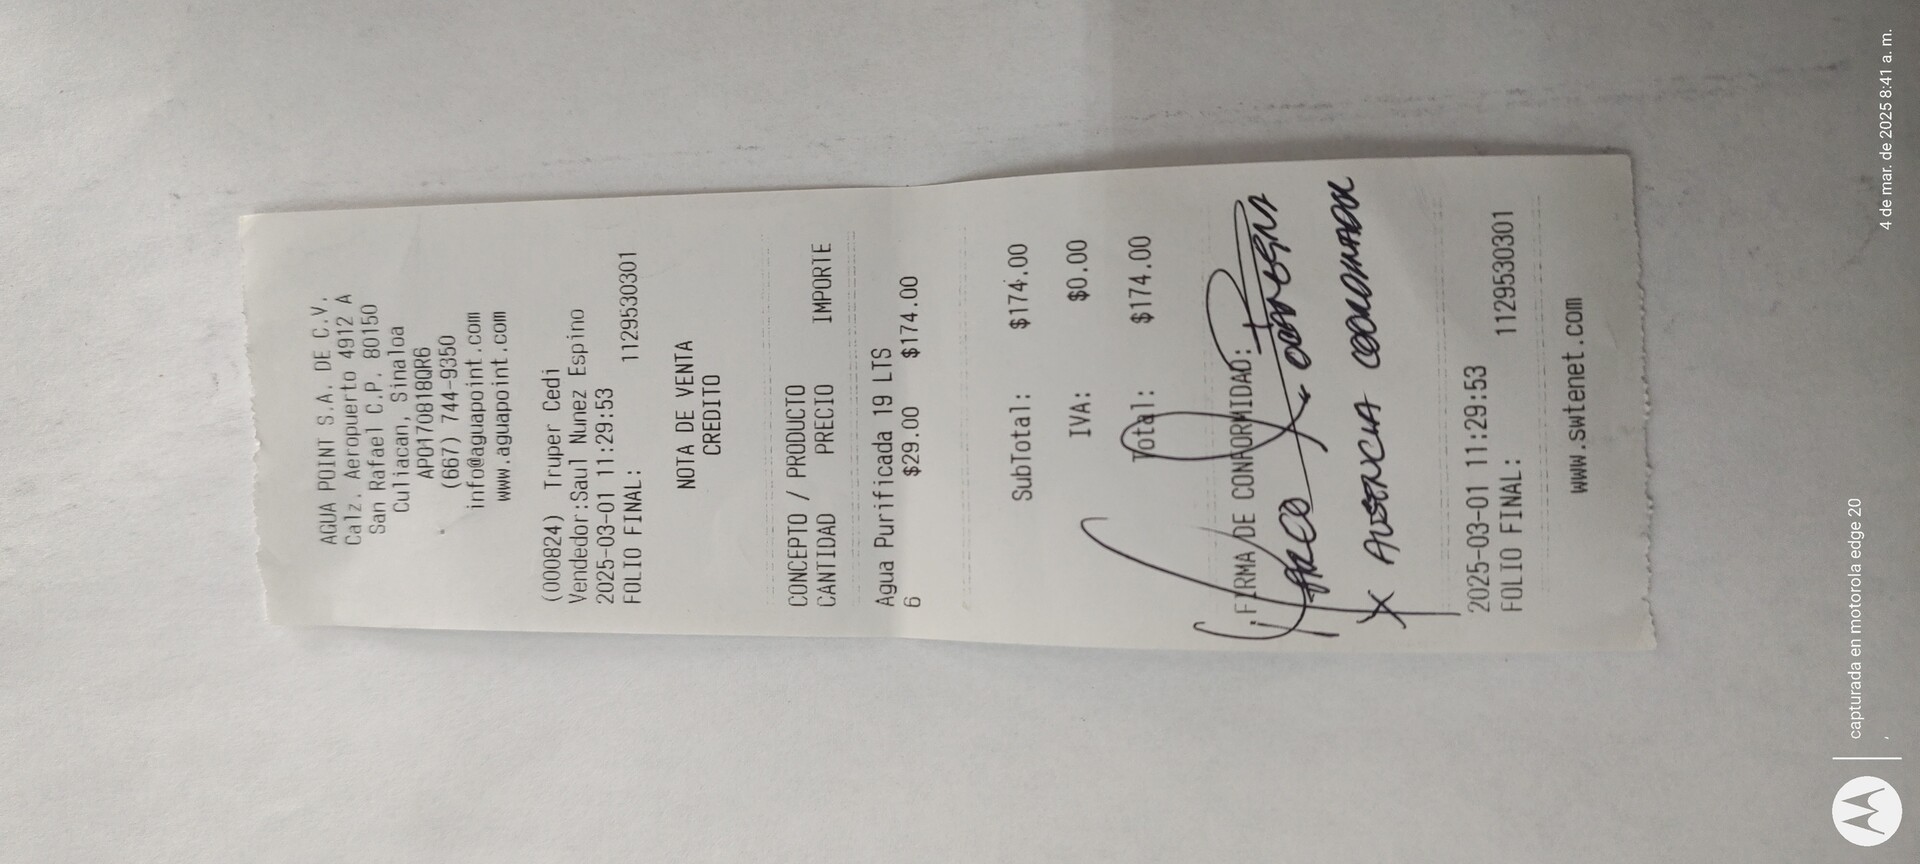 AGUA POINT S.A. DE C.V.
Calz. Aeropuerto 4912 A
San Rafael C.P. 80150
Culiacan, Sinaloa
APO170818QR6
(667) 744-9350
info@aguapoint.com
www.aguapoint.com
(000824) Truper Cedi
Vendedor:Saul Nunez Espino
2025-03-01 11:29:53
FOLIO FINAL: 1129530301
NOTA DE VENTA
CREDITO
CONCEPTO / PRODUCTO
CANTIDAD PRECIO IMPORTE
Agua Purificada 19 LTS
6 $29.00 $174.00
SubTotal: $174.00
IVA: $0.00
Total: $174.00
FIRMA DE CONFORMIDAD:
X AUSENCIA COORDINADOR
2025-03-01 11:29:53
FOLIO FINAL: 1129530301
www.swtenet.com
capturada en motorola edge 20
4 de mar. de 2025 8:41 a. m.